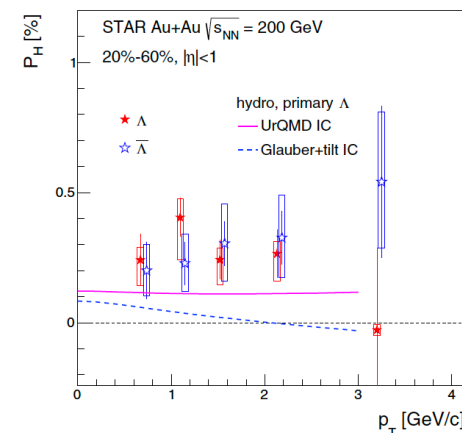 P_H [%]
STAR Au+Au √s_NN = 200 GeV
20%-60%, |η|<1
hydro, primary Λ
Λ
UrQMD IC
Λ̅
Glauber+tilt IC
1
0.5
0
0 1 2 3 4
p_T [GeV/c]